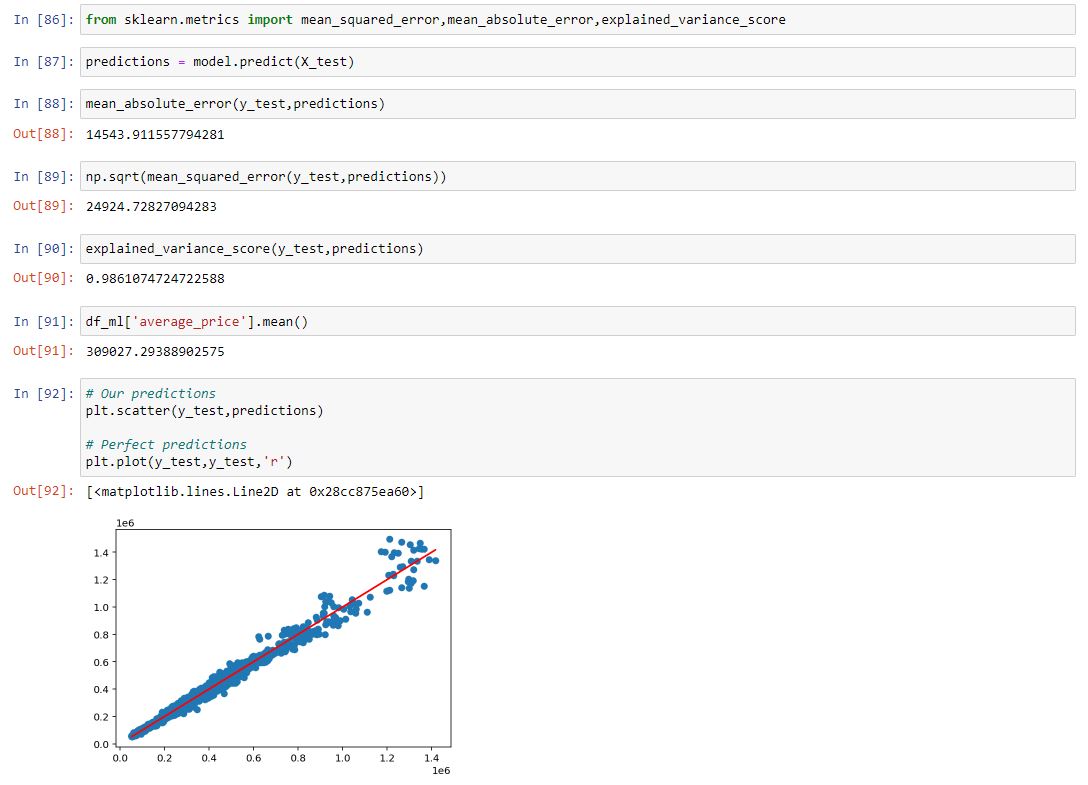 In [86]: from sklearn.metrics import mean_squared_error,mean_absolute_error,explained_variance_score
In [87]: predictions = model.predict(X_test)
In [88]: mean_absolute_error(y_test,predictions)
Out[88]: 14543.911557794281
In [89]: np.sqrt(mean_squared_error(y_test,predictions))
Out[89]: 24924.72827094283
In [90]: explained_variance_score(y_test,predictions)
Out[90]: 0.9861074724722588
In [91]: df_ml['average_price'].mean()
Out[91]: 309027.29388902575
In [92]: # Our predictions
plt.scatter(y_test,predictions)
# Perfect predictions
plt.plot(y_test,y_test,'r')
Out[92]: [<matplotlib.lines.Line2D at 0x28cc875ea60>]
1e6
1.4
1.2
1.0
0.8
0.6
0.4
0.2
0.0
0.0 0.2 0.4 0.6 0.8 1.0 1.2 1.4
1e6